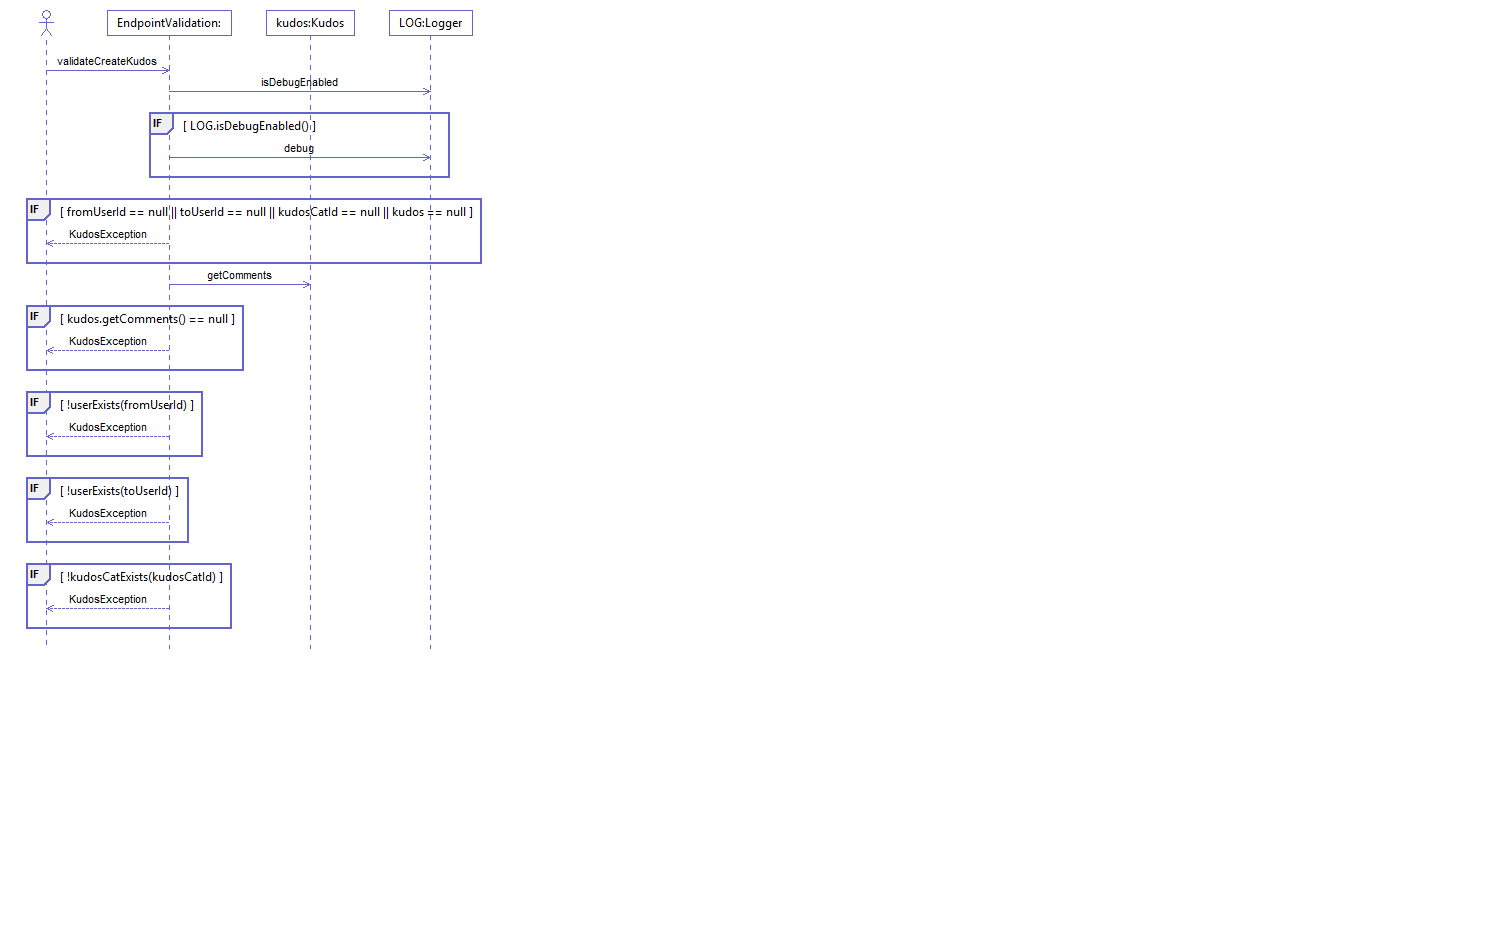 EndpointValidation:
kudos:Kudos
LOG:Logger
validateCreateKudos
isDebugEnabled
IF
[ LOG.isDebugEnabled() ]
debug
IF
[ fromUserId == null || toUserId == null || kudosCatId == null || kudos == null ]
KudosException
getComments
IF
[ kudos.getComments() == null ]
KudosException
IF
[ !userExists(fromUserId) ]
KudosException
IF
[ !userExists(toUserId) ]
KudosException
IF
[ !kudosCatExists(kudosCatId) ]
KudosException